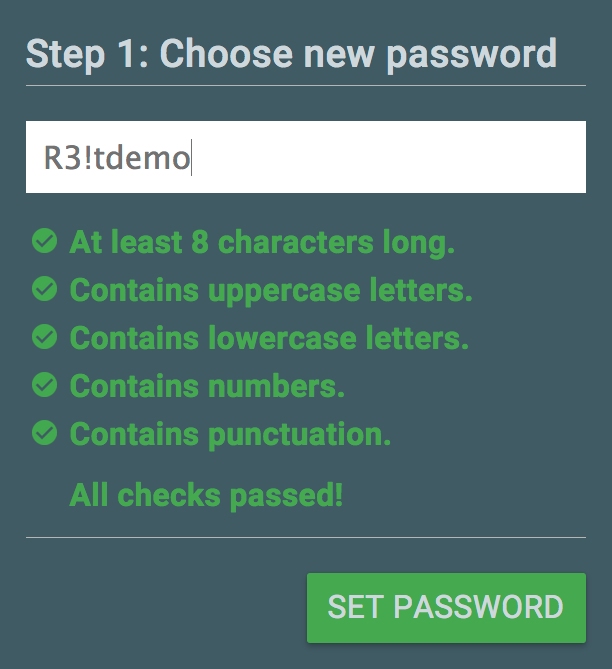 Step 1: Choose new password
R3!tdemo
At least 8 characters long.
Contains uppercase letters.
Contains lowercase letters.
Contains numbers.
Contains punctuation.
All checks passed!
SET PASSWORD